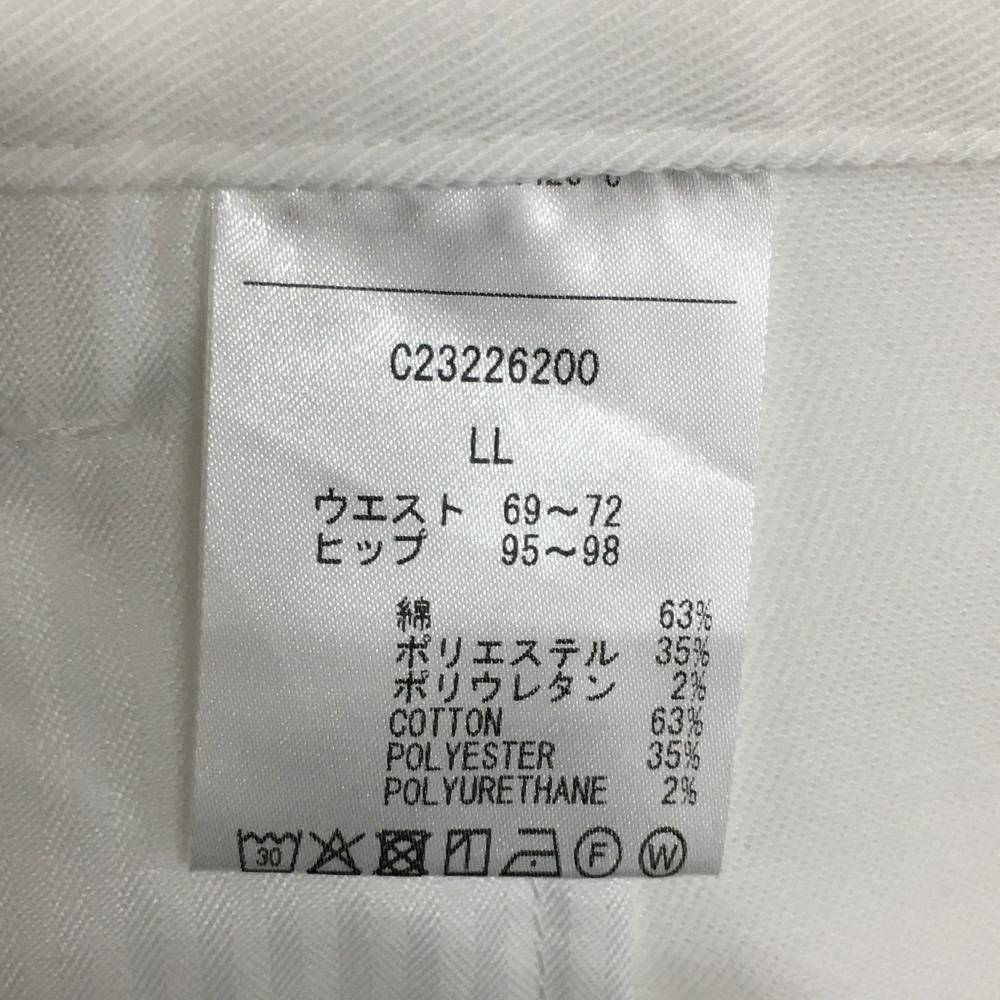 C23226200
LL
ウエスト 69～72
ヒップ 95～98
綿 63%
ポリエステル 35%
ポリウレタン 2%
COTTON 63%
POLYESTER 35%
POLYURETHANE 2%
30 F W